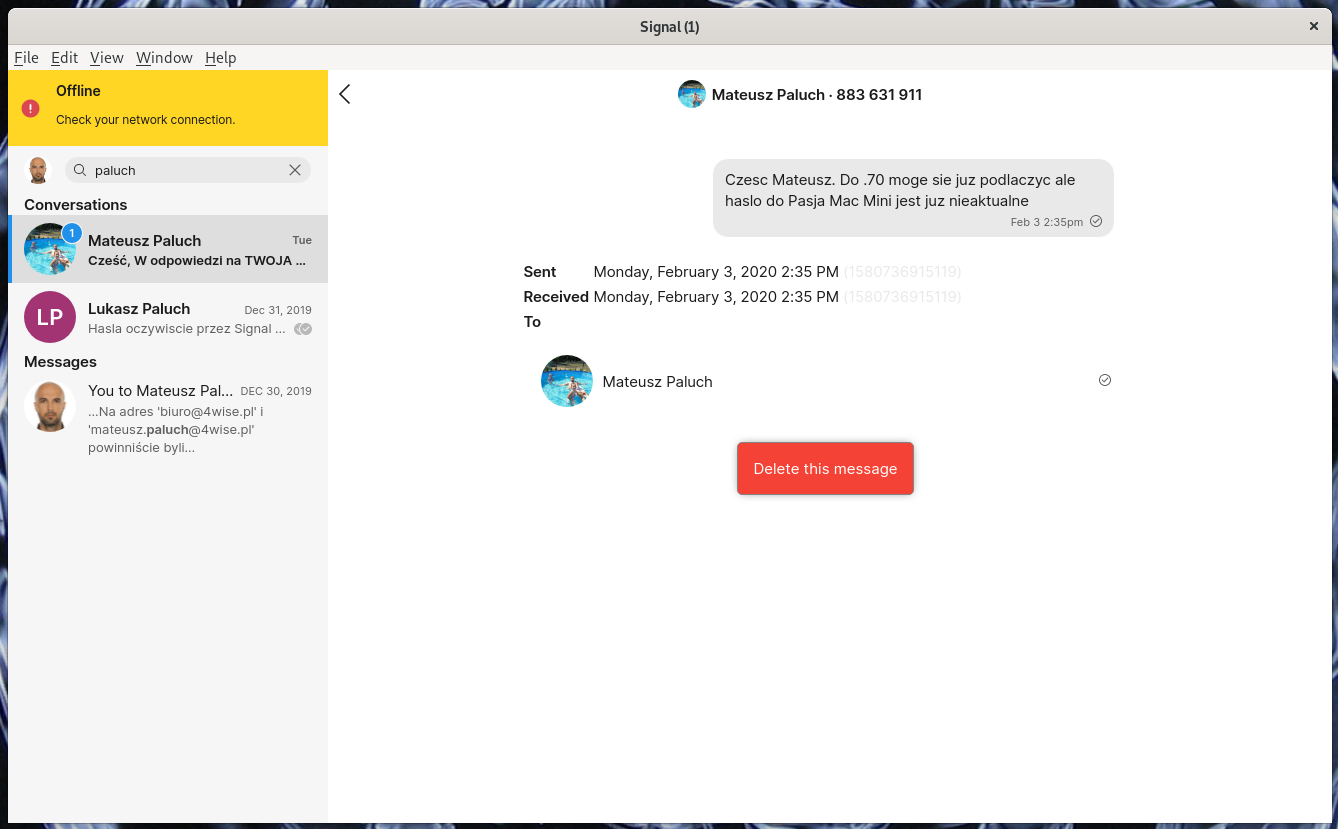 Signal (1)
File Edit View Window Help
Offline
Check your network connection.
paluch
Conversations
1
Mateusz Paluch Tue
Cześć, W odpowiedzi na TWOJA ...
LP
Lukasz Paluch Dec 31, 2019
Hasla oczywiscie przez Signal ...
Messages
You to Mateusz Pal... DEC 30, 2019
...Na adres 'biuro@4wise.pl' i
'mateusz.paluch@4wise.pl'
powinniście byli...
Mateusz Paluch · 883 631 911
Czesc Mateusz. Do .70 moge sie juz podlaczyc ale
haslo do Pasja Mac Mini jest juz nieaktualne
Feb 3 2:35pm
Sent Monday, February 3, 2020 2:35 PM (1580736915119)
Received Monday, February 3, 2020 2:35 PM (1580736915119)
To
Mateusz Paluch
Delete this message